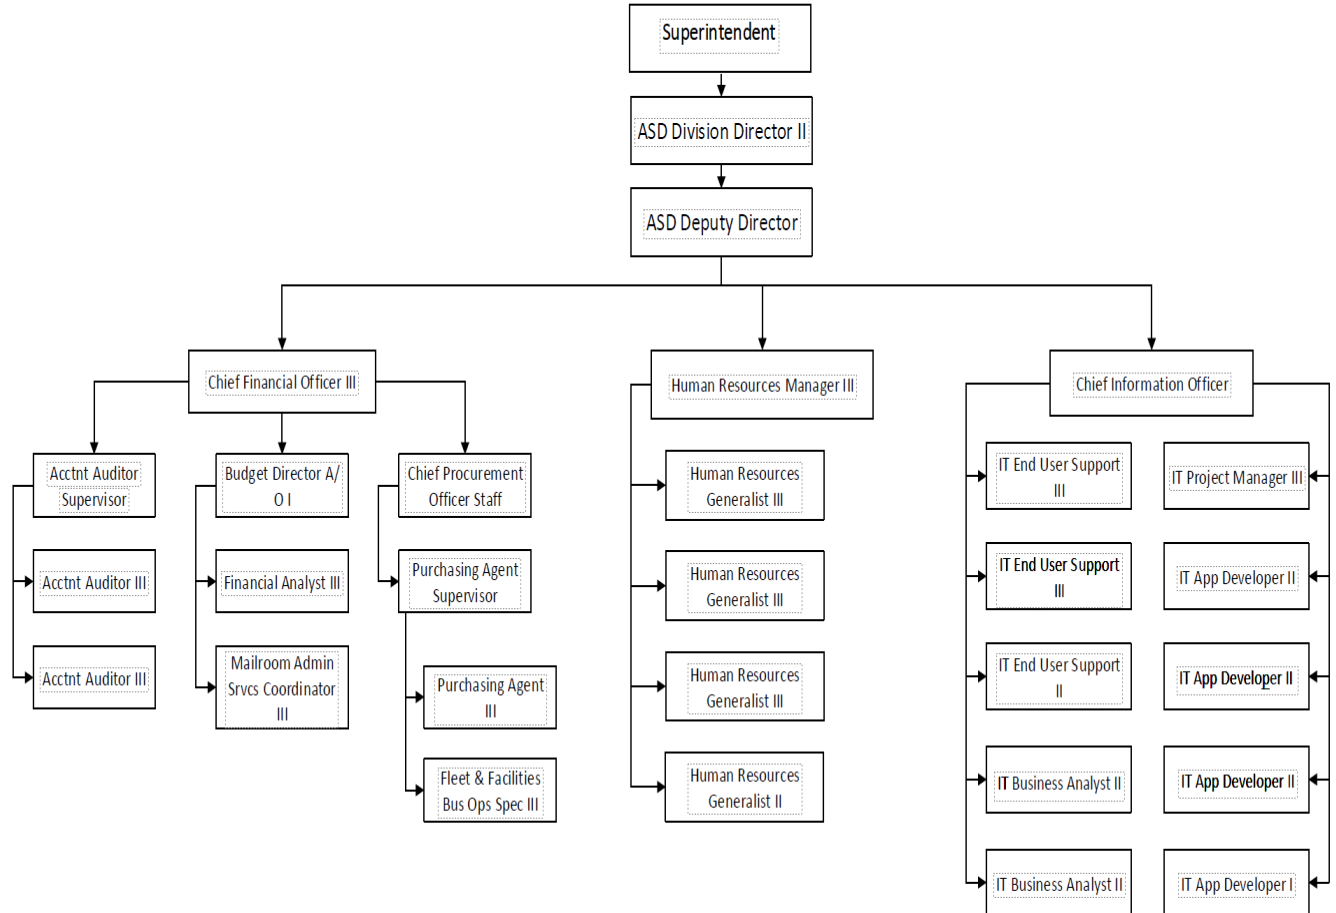 Superintendent
ASD Division Director II
ASD Deputy Director
Chief Financial Officer III
Human Resources Manager III
Chief Information Officer
Acctnt Auditor
Supervisor
Acctnt Auditor III
Acctnt Auditor III
Budget Director A/
O I
Financial Analyst III
Mailroom Admin
Srvcs Coordinator
III
Chief Procurement
Officer Staff
Purchasing Agent
Supervisor
Purchasing Agent
III
Fleet & Facilities
Bus Ops Spec III
Human Resources
Generalist III
Human Resources
Generalist III
Human Resources
Generalist III
Human Resources
Generalist II
IT End User Support
III
IT End User Support
III
IT End User Support
II
IT Business Analyst II
IT Business Analyst II
IT Project Manager III
IT App Developer II
IT App Developer II
IT App Developer II
IT App Developer I